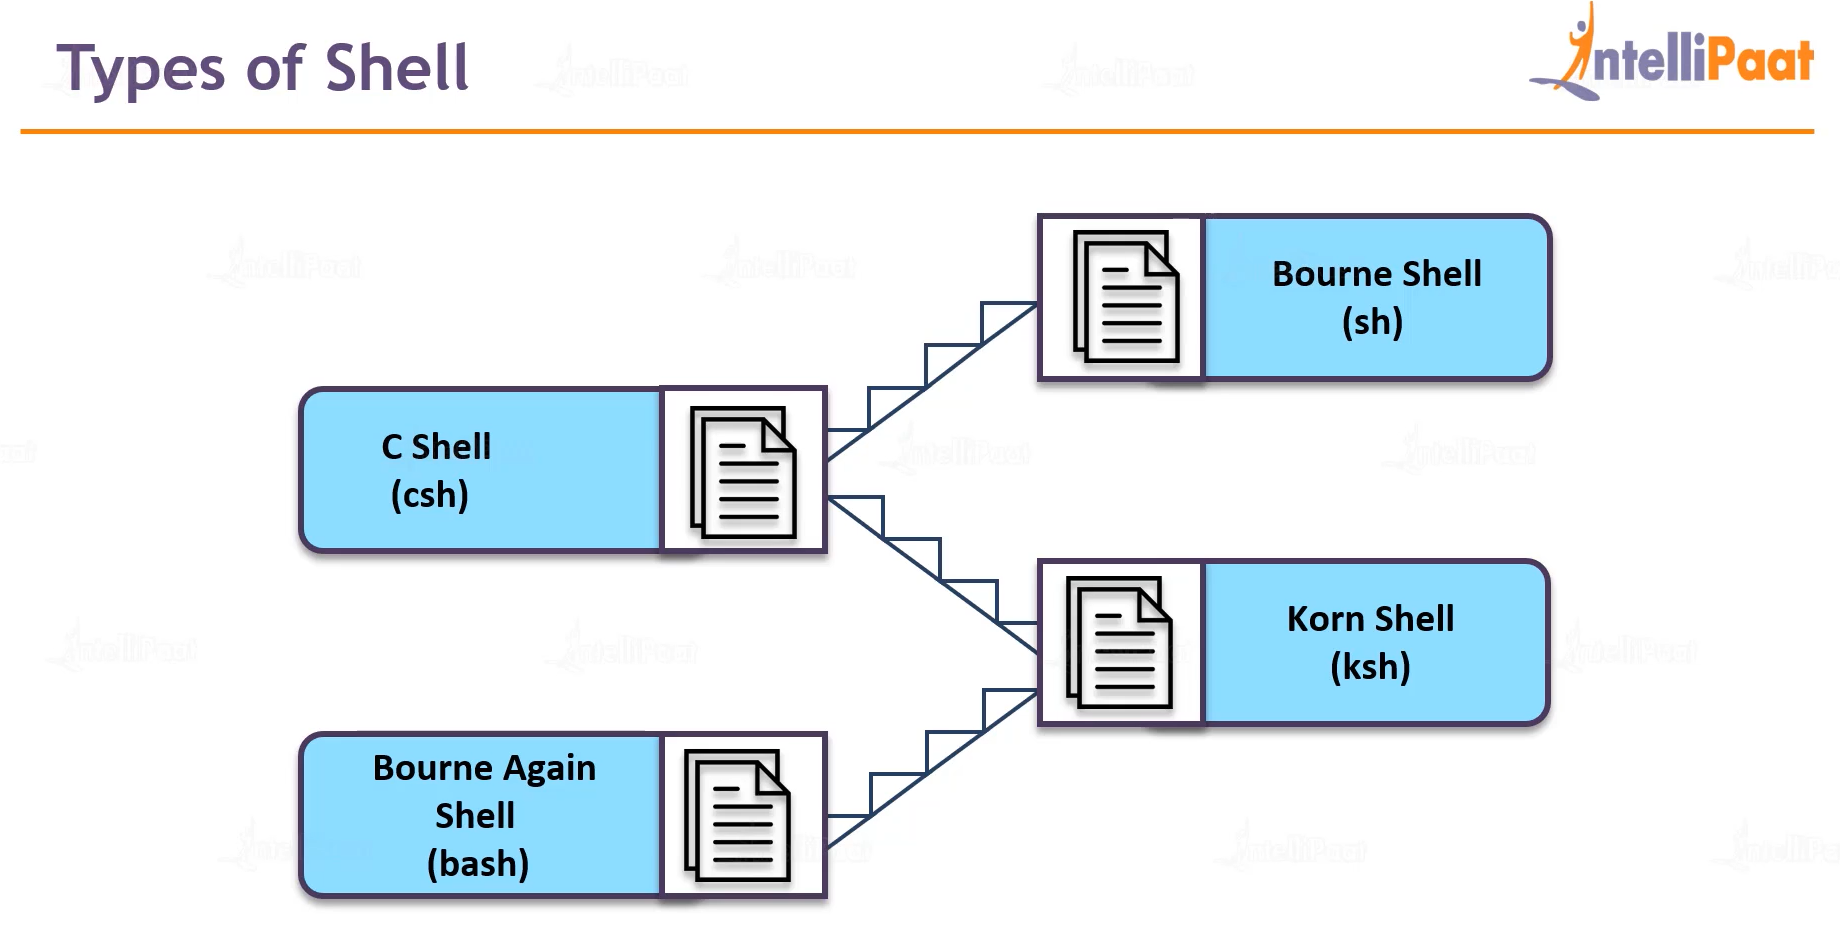 Types of Shell
IntelliPaat
Bourne Shell
(sh)
C Shell
(csh)
Korn Shell
(ksh)
Bourne Again
Shell
(bash)